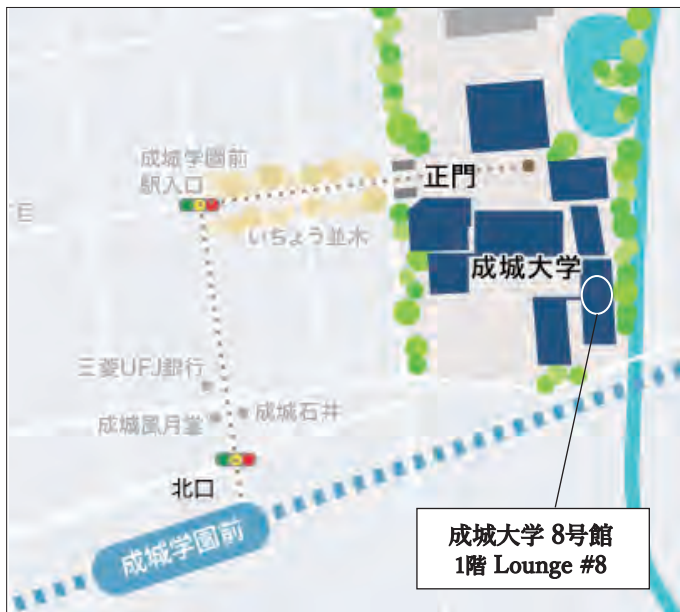 成城学園前
駅入口
正門
いちょう並木
成城大学
三菱UFJ銀行
成城石井
成城風月堂
北口
成城学園前
成城大学 8号館
1階 Lounge #8